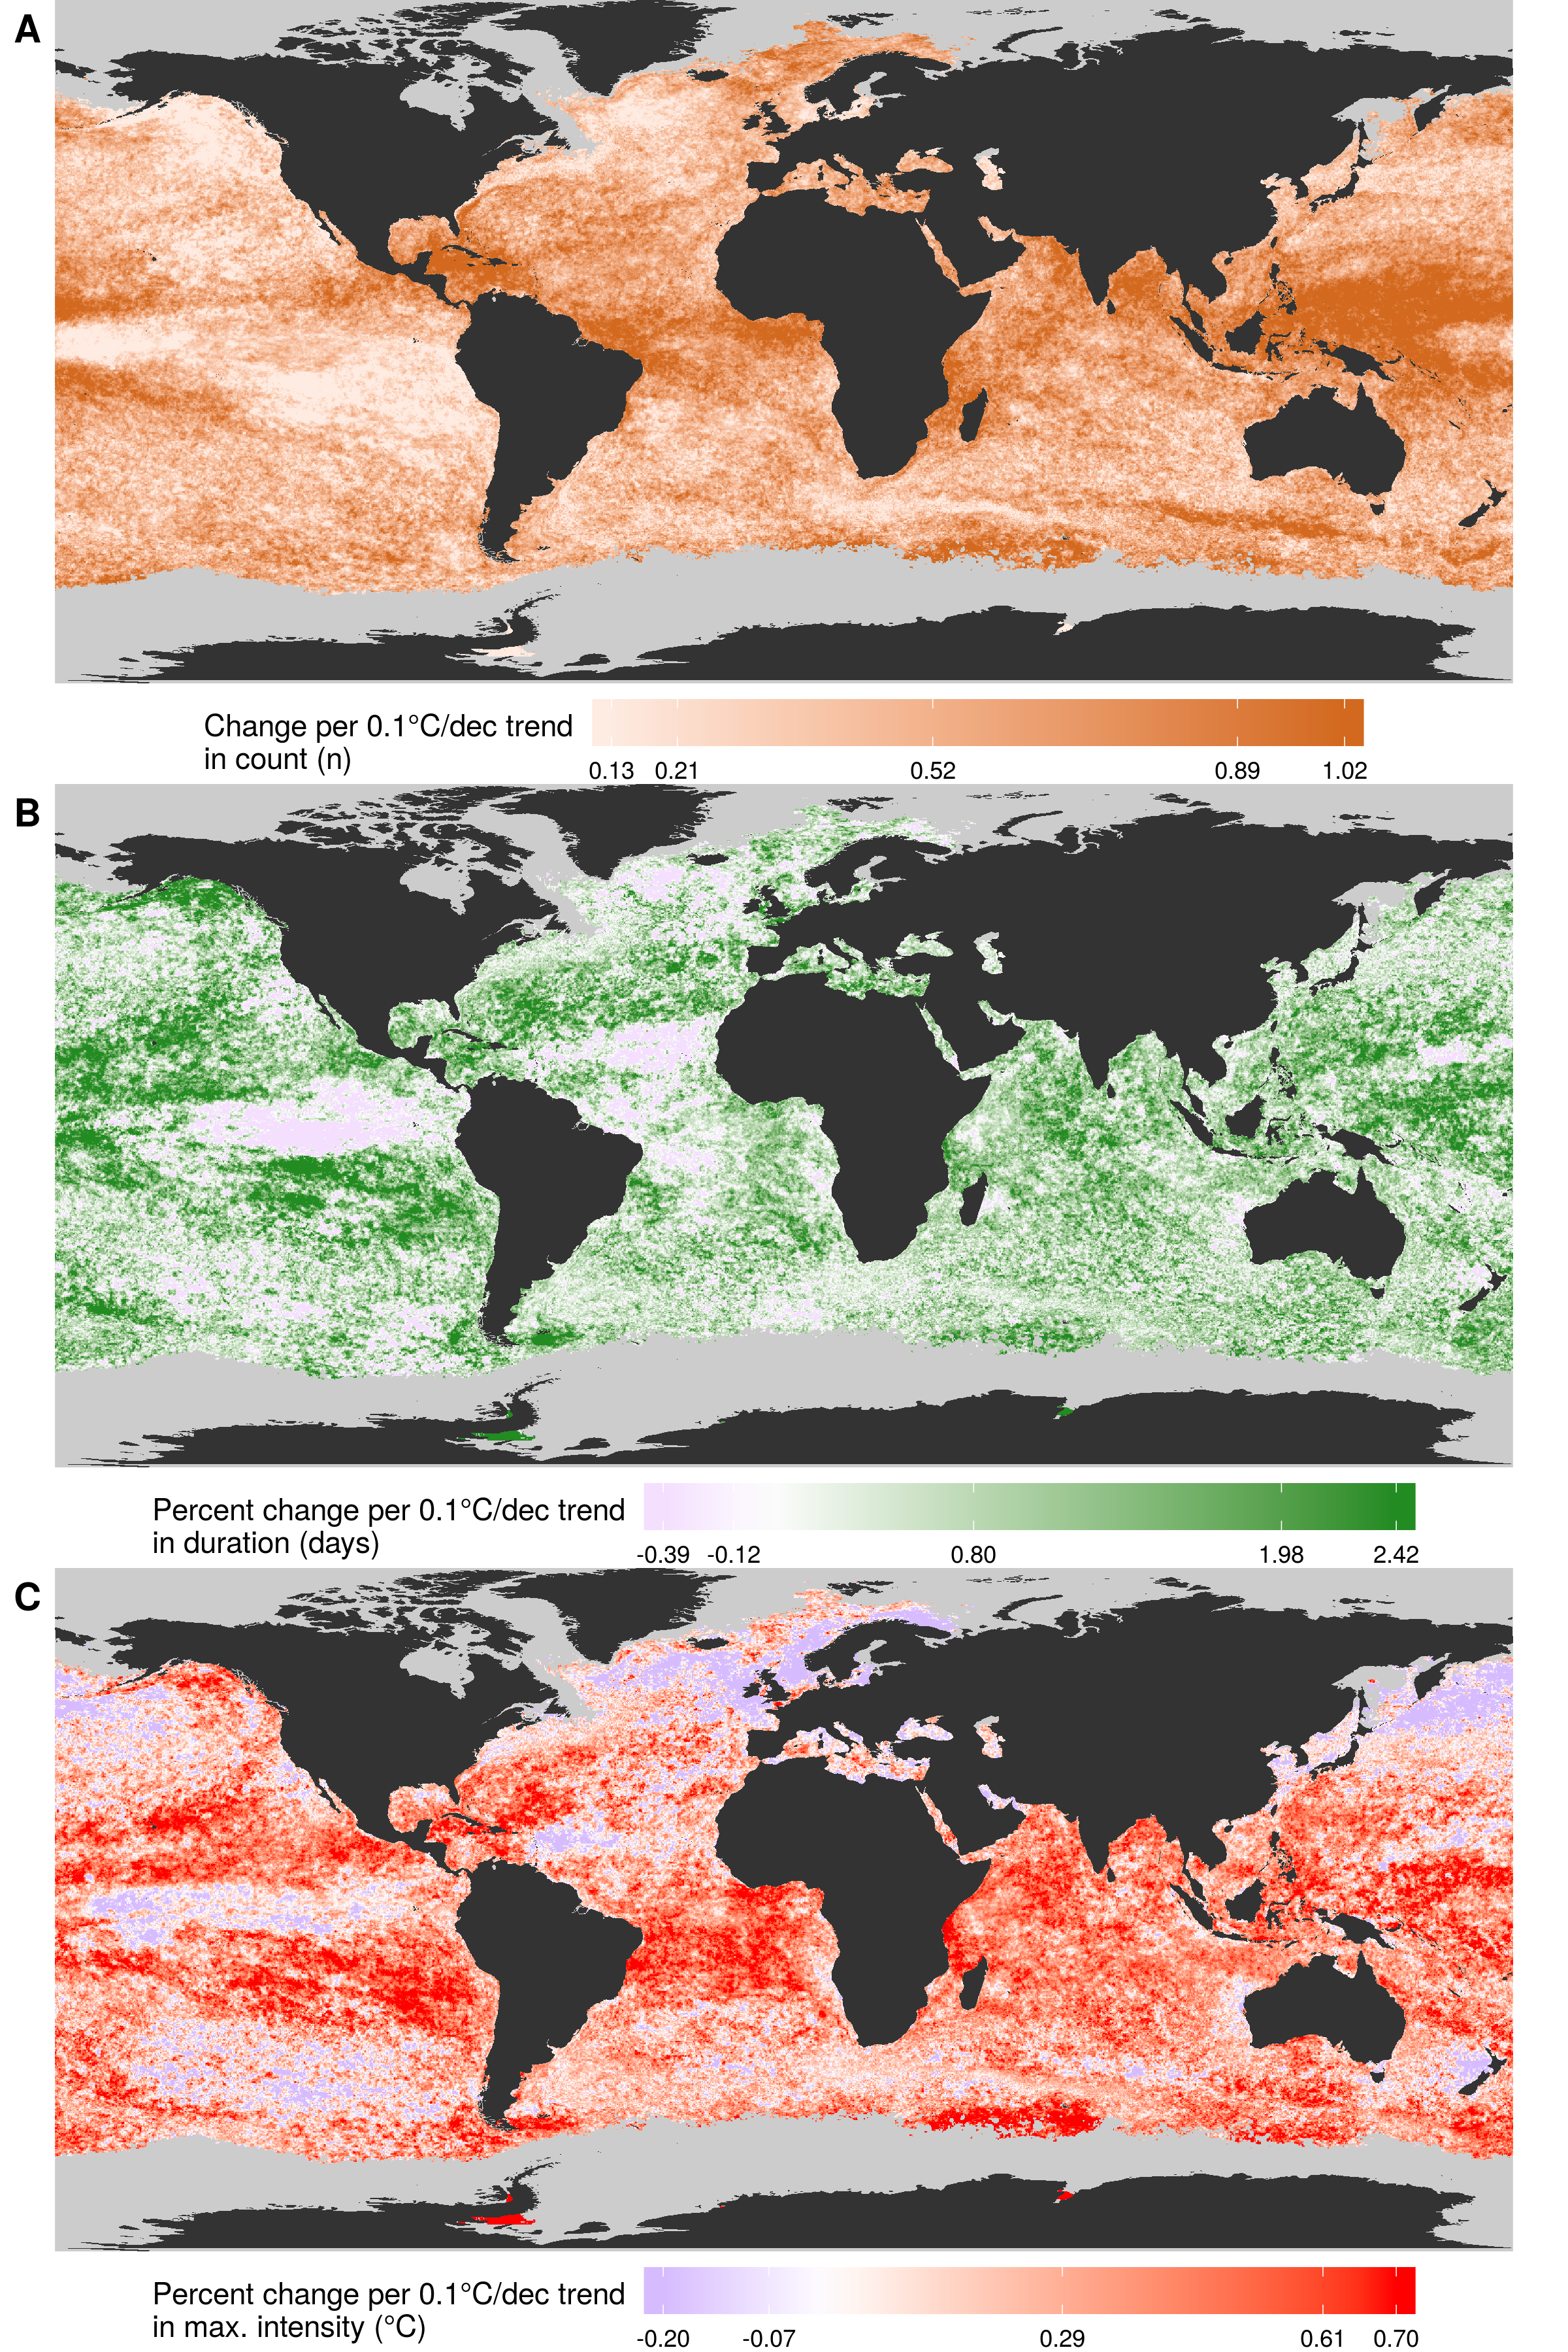 A
Change per 0.1°C/dec trend
in count (n)
0.13 0.21 0.52 0.89 1.02
B
Percent change per 0.1°C/dec trend
in duration (days)
-0.39 -0.12 0.80 1.98 2.42
C
Percent change per 0.1°C/dec trend
in max. intensity (°C)
-0.20 -0.07 0.29 0.61 0.70